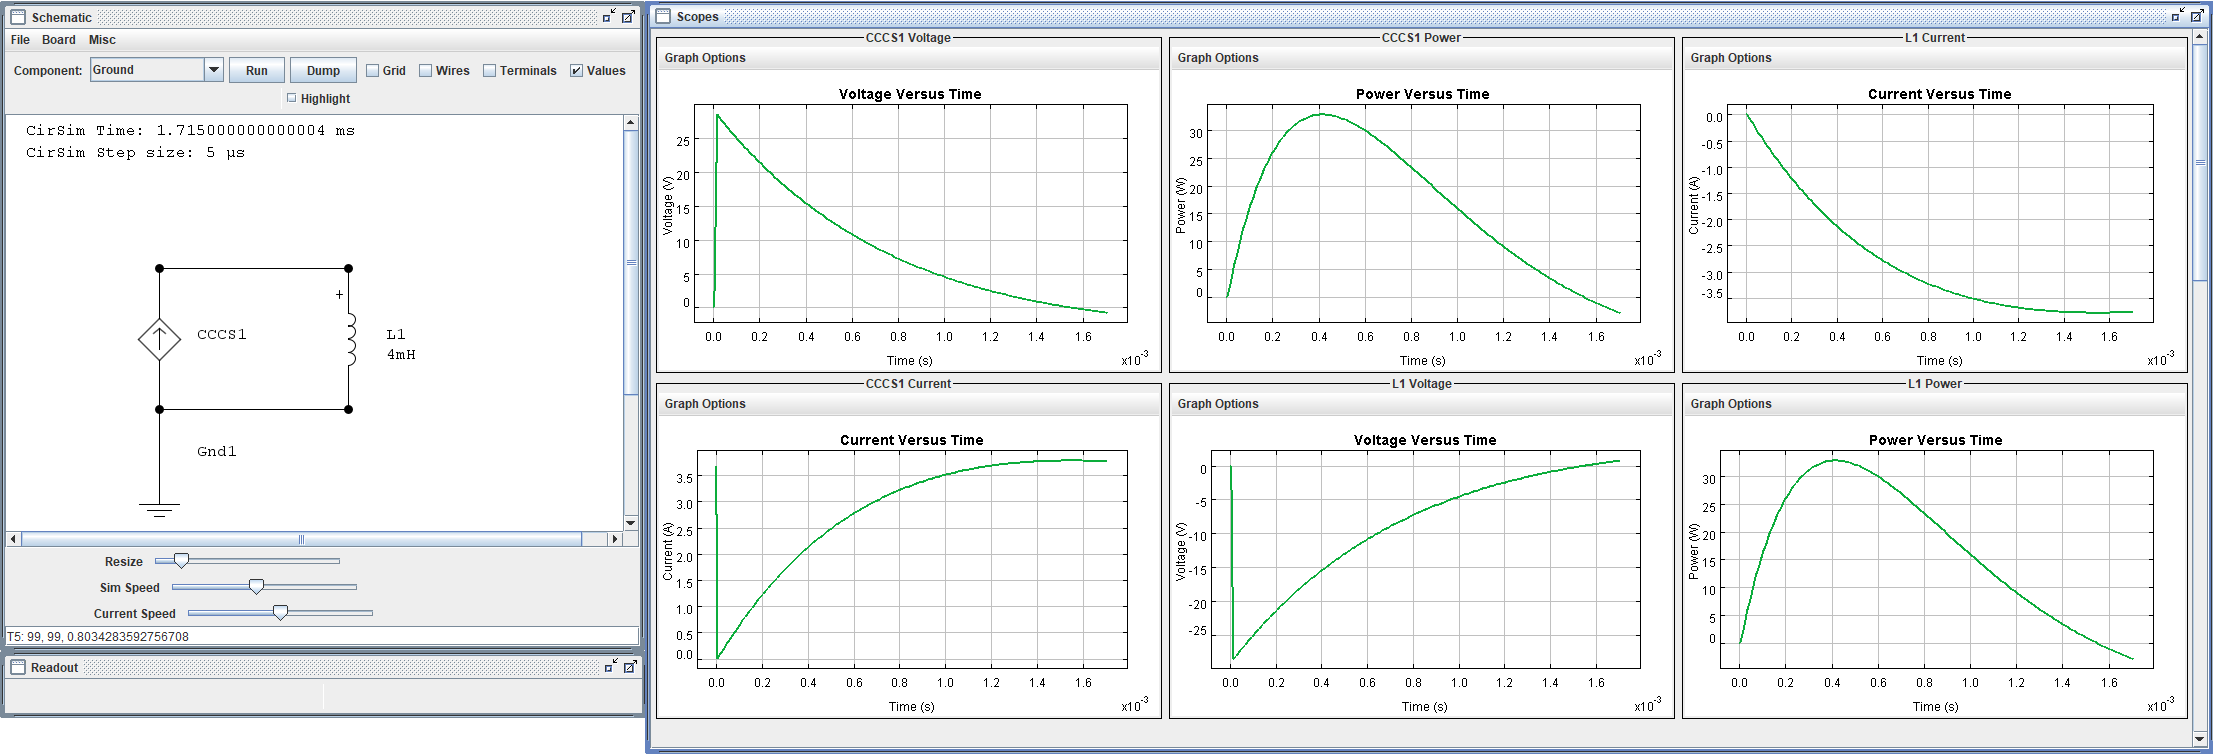 Schematic
File Board Misc
Component: Ground Run Dump Grid Wires Terminals Values
Highlight
CirSim Time: 1.715000000000004 ms
CirSim Step size: 5 µs
+
CCCS1
L1
4mH
Gnd1
Resize
Sim Speed
Current Speed
T5: 99, 99, 0.8034283592756708
Readout
Scopes
CCCS1 Voltage
Graph Options
Voltage Versus Time
Voltage (V)
25
20
15
10
5
0
0.0 0.2 0.4 0.6 0.8 1.0 1.2 1.4 1.6
Time (s)
x10-3
CCCS1 Power
Graph Options
Power Versus Time
Power (W)
30
25
20
15
10
5
0
0.0 0.2 0.4 0.6 0.8 1.0 1.2 1.4 1.6
Time (s)
x10-3
L1 Current
Graph Options
Current Versus Time
Current (A)
0.0
-0.5
-1.0
-1.5
-2.0
-2.5
-3.0
-3.5
0.0 0.2 0.4 0.6 0.8 1.0 1.2 1.4 1.6
Time (s)
x10-3
CCCS1 Current
Graph Options
Current Versus Time
Current (A)
3.5
3.0
2.5
2.0
1.5
1.0
0.5
0.0
0.0 0.2 0.4 0.6 0.8 1.0 1.2 1.4 1.6
Time (s)
x10-3
L1 Voltage
Graph Options
Voltage Versus Time
Voltage (V)
0
-5
-10
-15
-20
-25
0.0 0.2 0.4 0.6 0.8 1.0 1.2 1.4 1.6
Time (s)
x10-3
L1 Power
Graph Options
Power Versus Time
Power (W)
30
25
20
15
10
5
0
0.0 0.2 0.4 0.6 0.8 1.0 1.2 1.4 1.6
Time (s)
x10-3